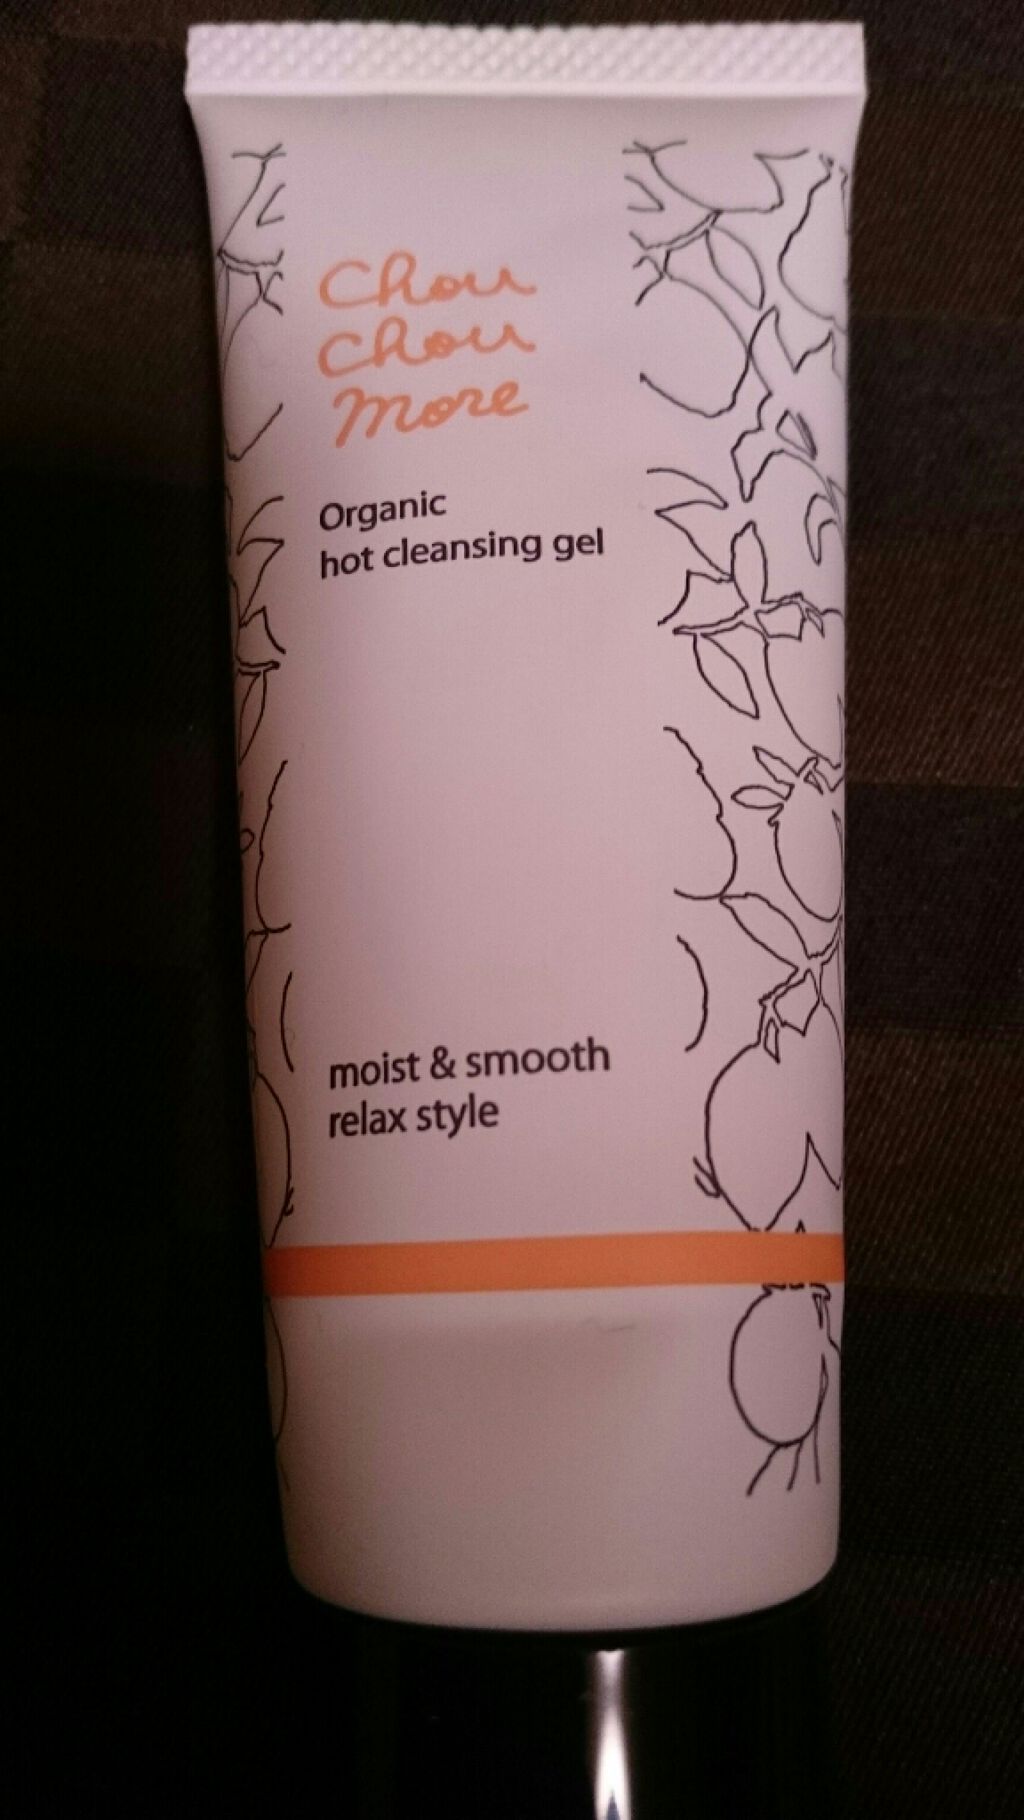 Chou
Chou
More
Organic
hot cleansing gel
moist & smooth
relax style